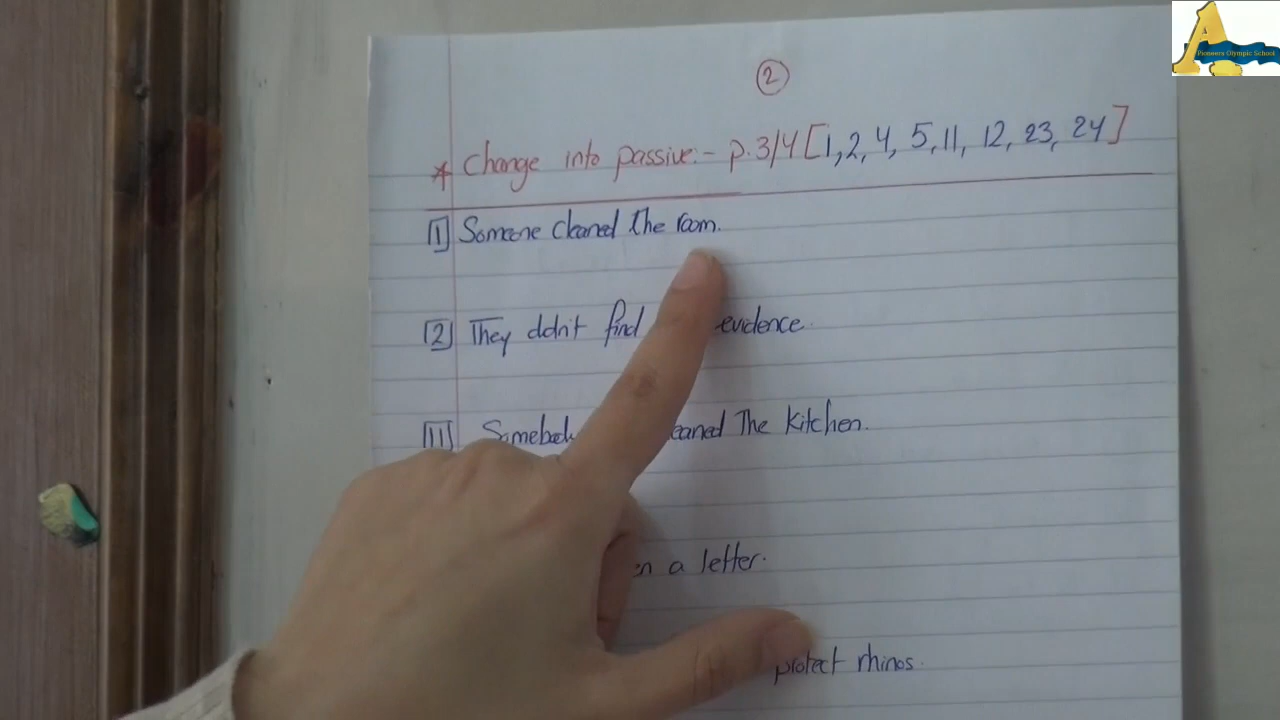 A
Pioneers Olympic School
2
* Change into passive:- p.3/4 [1,2, 4, 5,11, 12, 23, 24]
1 Someone cleaned the room.
2 They didn't find evidence.
11 Somebody cleaned The Kitchen.
a letter.
protect rhinos.